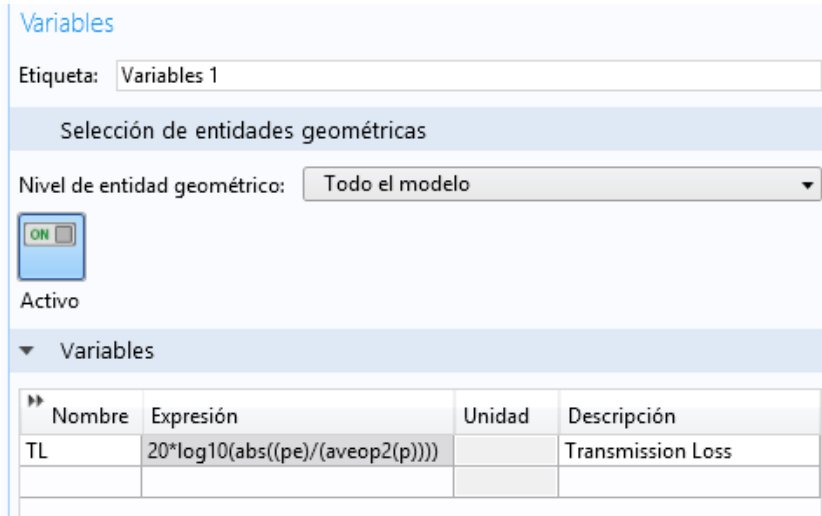 Variables
Etiqueta: Variables 1
Selección de entidades geométricas
Nivel de entidad geométrico: Todo el modelo
ON
Activo
Variables
Nombre Expresión Unidad Descripción
TL 20*log10(abs((pe)/(aveop2(p)))) Transmission Loss